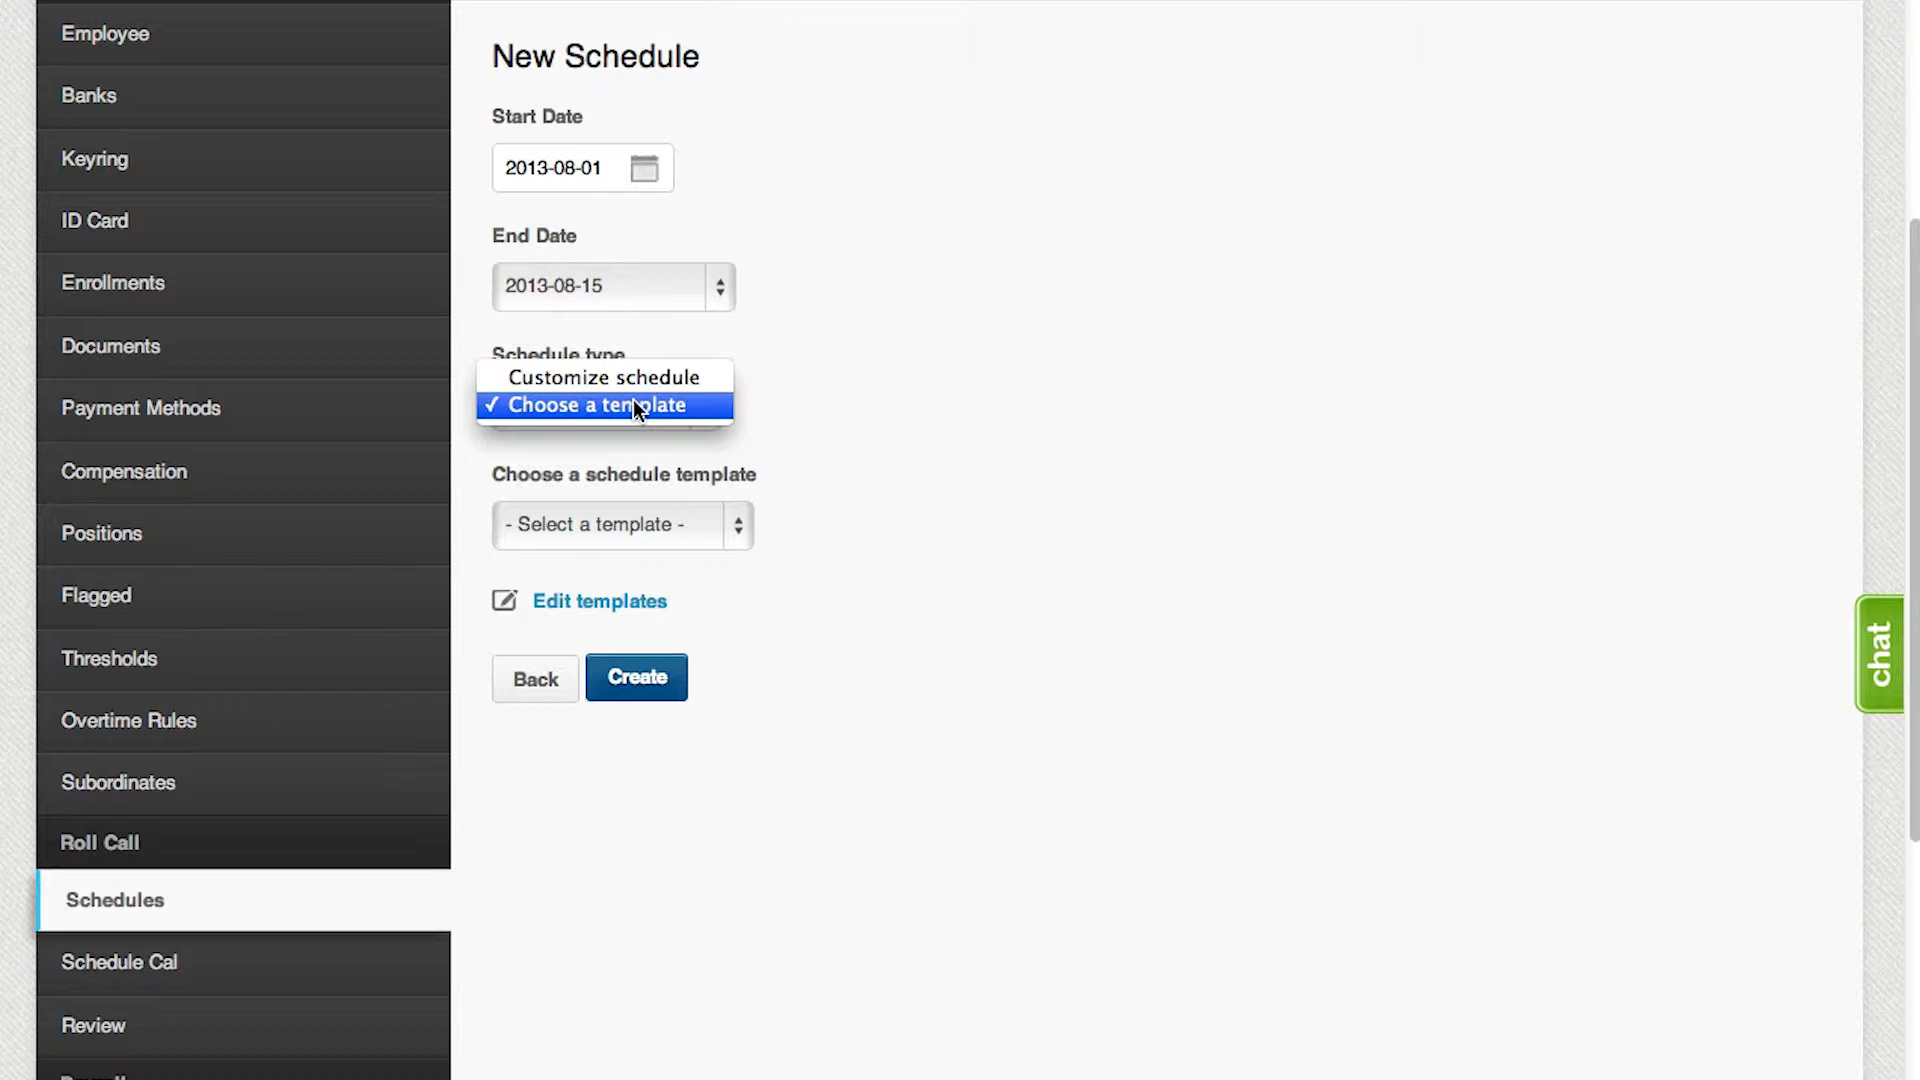 Employee
Banks
Keyring
ID Card
Enrollments
Documents
Payment Methods
Compensation
Positions
Flagged
Thresholds
Overtime Rules
Subordinates
Roll Call
Schedules
Schedule Cal
Review
New Schedule
Start Date
2013-08-01
End Date
2013-08-15
Schedule type
Customize schedule
✓ Choose a template
Choose a schedule template
- Select a template -
Edit templates
Back
Create
chat